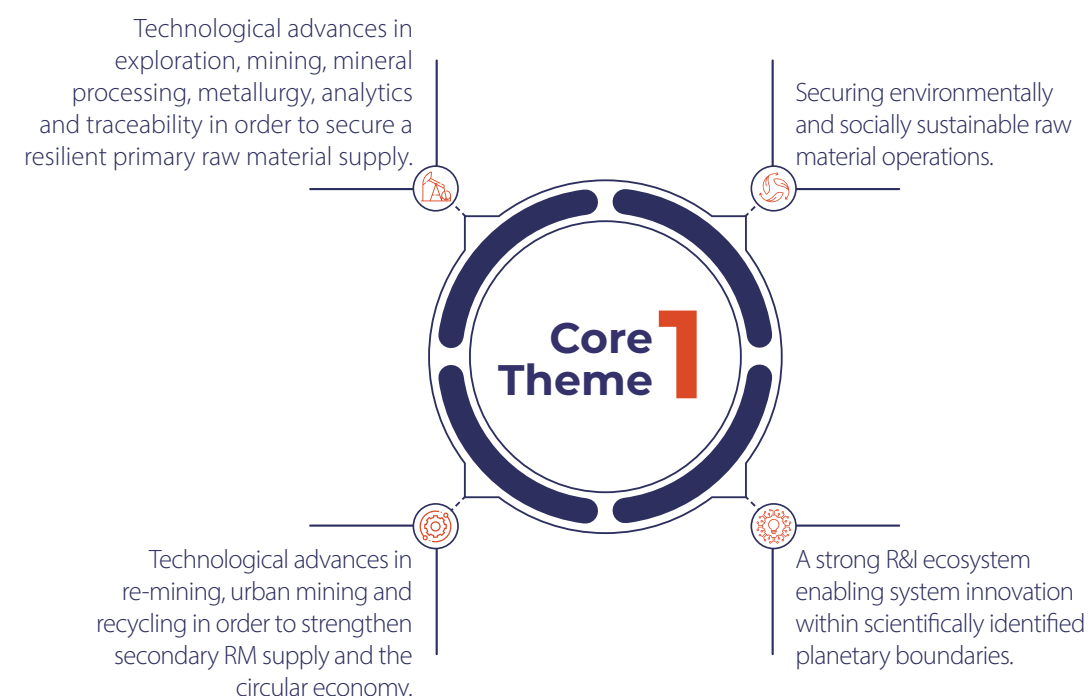 Technological advances in
exploration, mining, mineral
processing, metallurgy, analytics
and traceability in order to secure a
resilient primary raw material supply.
Securing environmentally
and socially sustainable raw
material operations.
Core
Theme
1
Technological advances in
re-mining, urban mining and
recycling in order to strengthen
secondary RM supply and the
circular economy.
A strong R&I ecosystem
enabling system innovation
within scientifically identified
planetary boundaries.